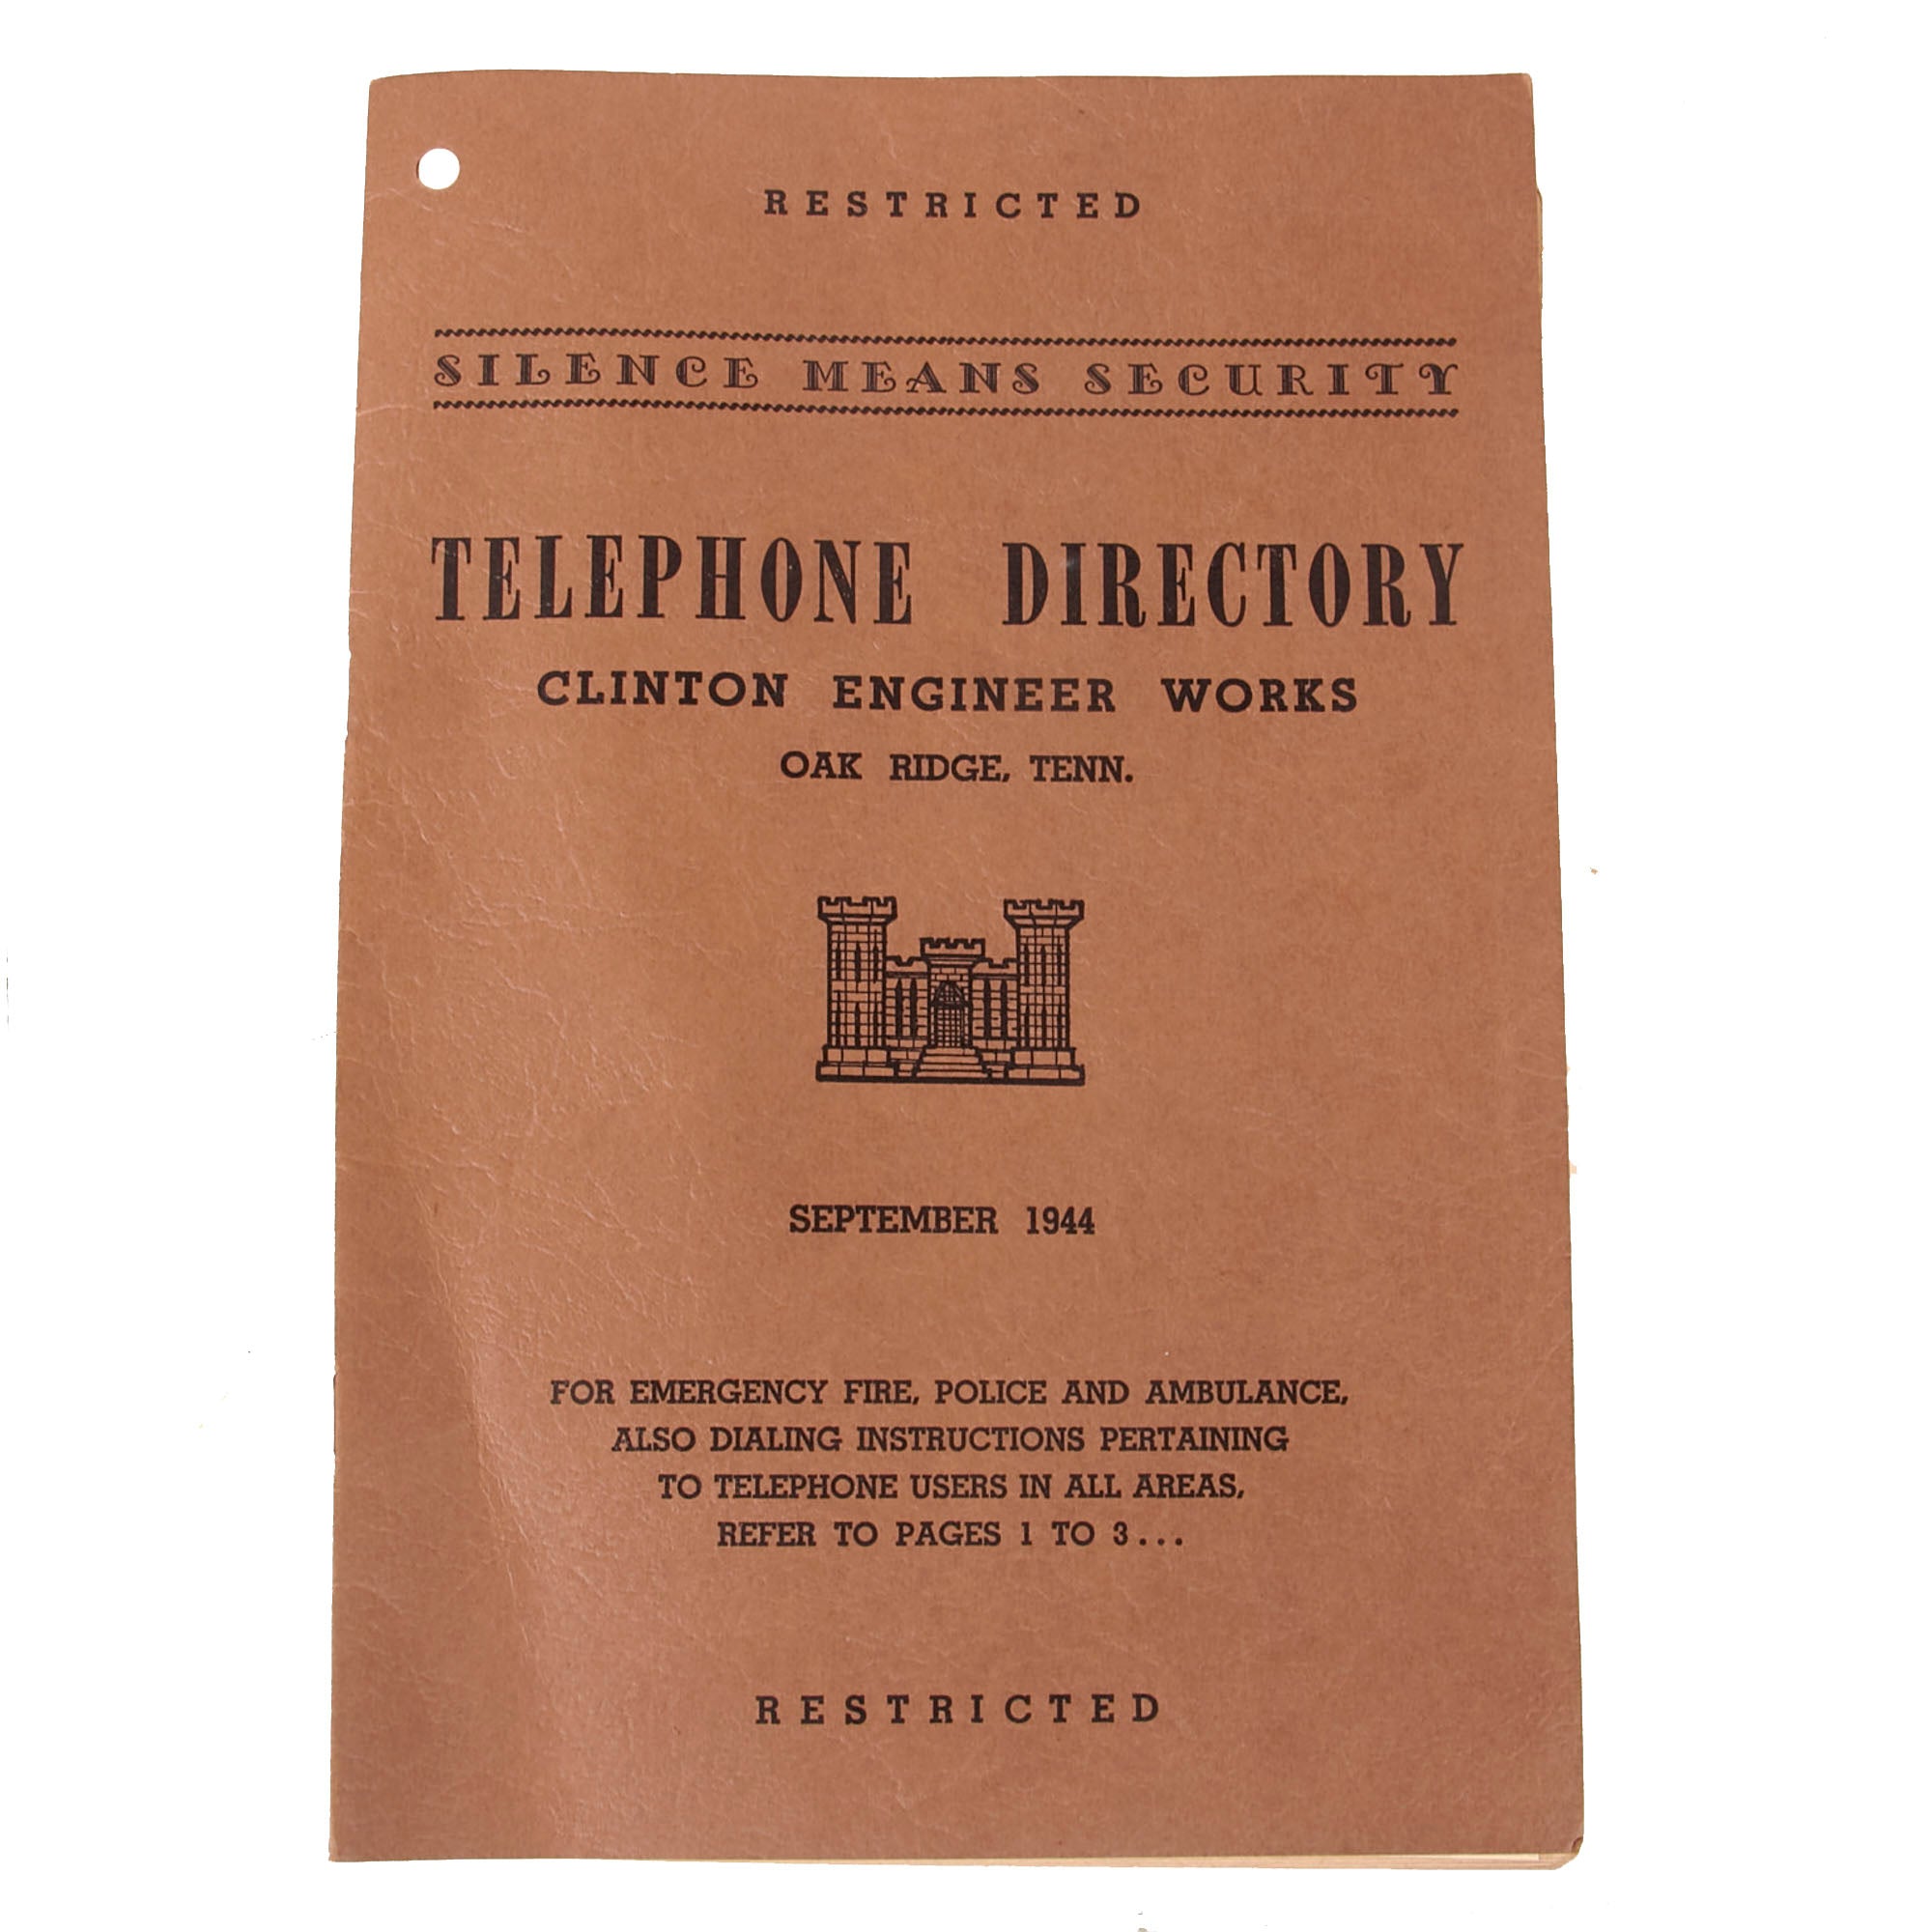 RESTRICTED
SILENCE MEANS SECURITY
TELEPHONE DIRECTORY
CLINTON ENGINEER WORKS
OAK RIDGE, TENN.
SEPTEMBER 1944
FOR EMERGENCY FIRE, POLICE AND AMBULANCE,
ALSO DIALING INSTRUCTIONS PERTAINING
TO TELEPHONE USERS IN ALL AREAS,
REFER TO PAGES 1 TO 3...
RESTRICTED